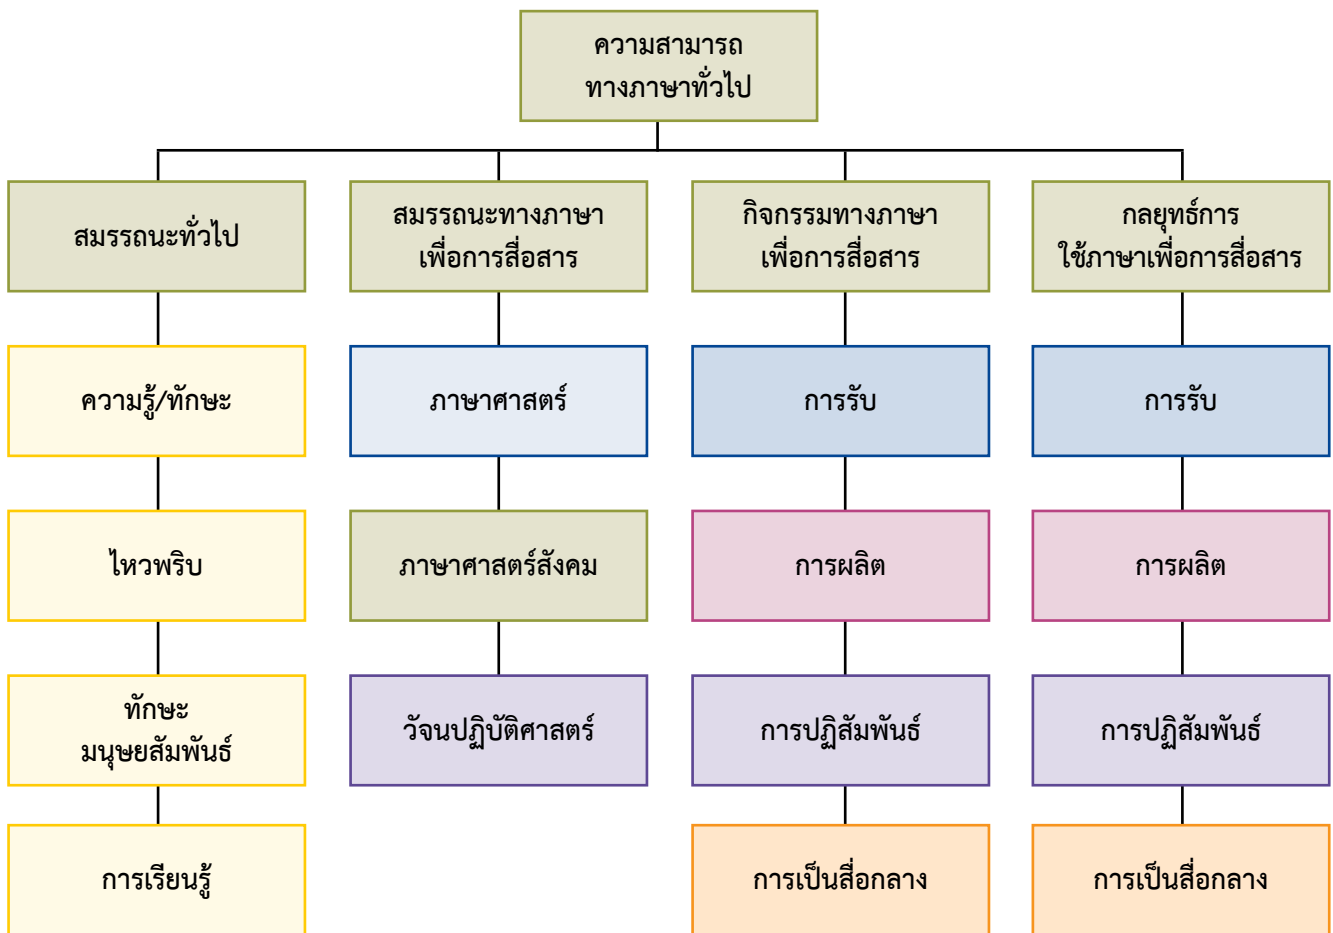 ความสามารถ
ทางภาษาทั่วไป
สมรรถนะทั่วไป
สมรรถนะทางภาษา
เพื่อการสื่อสาร
กิจกรรมทางภาษา
เพื่อการสื่อสาร
กลยุทธ์การ
ใช้ภาษาเพื่อการสื่อสาร
ความรู้/ทักษะ
ภาษาศาสตร์
การรับ
การรับ
ไหวพริบ
ภาษาศาสตร์สังคม
การผลิต
การผลิต
ทักษะ
มนุษยสัมพันธ์
วัจนปฏิบัติศาสตร์
การปฏิสัมพันธ์
การปฏิสัมพันธ์
การเรียนรู้
การเป็นสื่อกลาง
การเป็นสื่อกลาง